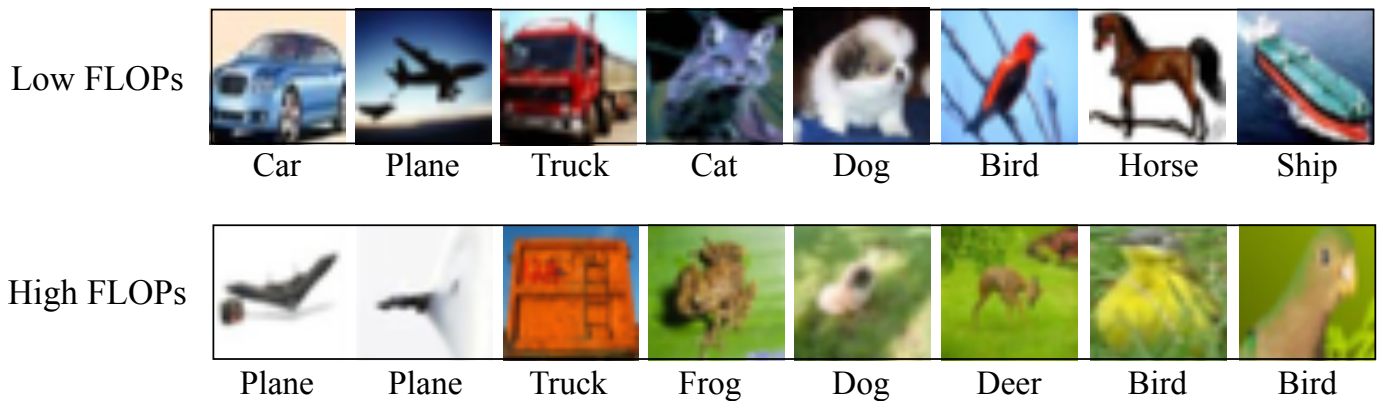 Low FLOPs
Car Plane Truck Cat Dog Bird Horse Ship
High FLOPs
Plane Plane Truck Frog Dog Deer Bird Bird